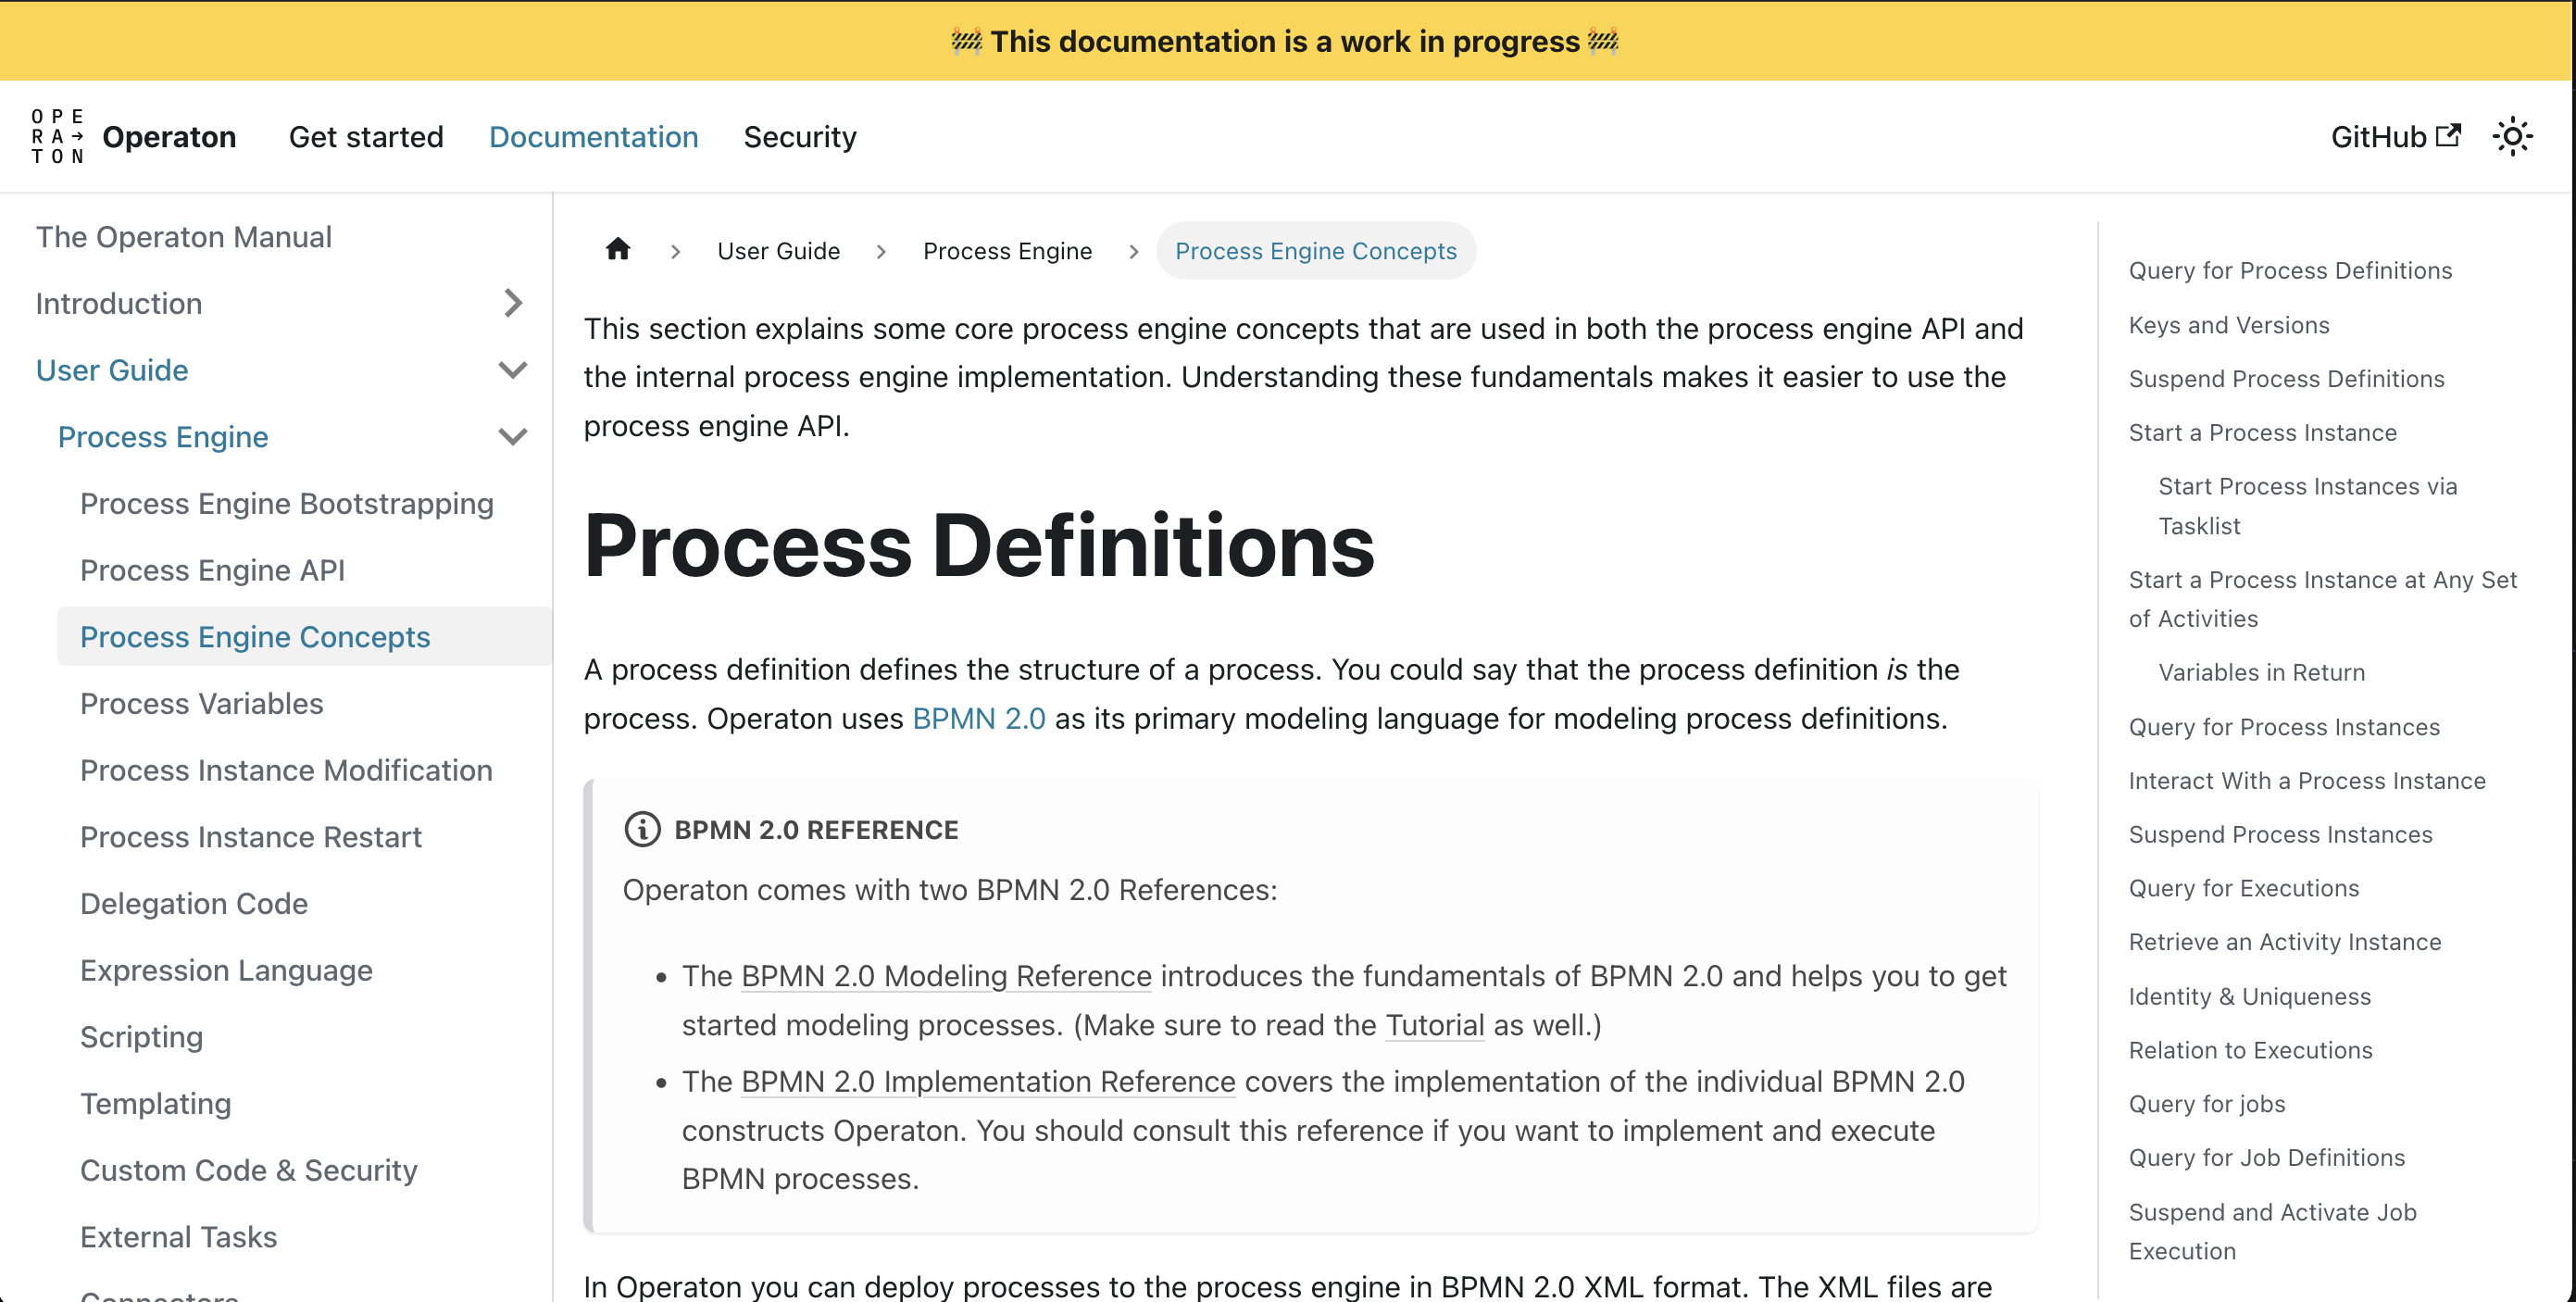 🚧 This documentation is a work in progress 🚧
OPE
RA→
TON
Operaton
Get started
Documentation
Security
GitHub
The Operaton Manual
Introduction
User Guide
Process Engine
Process Engine Bootstrapping
Process Engine API
Process Engine Concepts
Process Variables
Process Instance Modification
Process Instance Restart
Delegation Code
Expression Language
Scripting
Templating
Custom Code & Security
External Tasks
Connectors
User Guide
Process Engine
Process Engine Concepts
This section explains some core process engine concepts that are used in both the process engine API and
the internal process engine implementation. Understanding these fundamentals makes it easier to use the
process engine API.
Process Definitions
A process definition defines the structure of a process. You could say that the process definition is the
process. Operaton uses BPMN 2.0 as its primary modeling language for modeling process definitions.
BPMN 2.0 REFERENCE
Operaton comes with two BPMN 2.0 References:
• The BPMN 2.0 Modeling Reference introduces the fundamentals of BPMN 2.0 and helps you to get
started modeling processes. (Make sure to read the Tutorial as well.)
• The BPMN 2.0 Implementation Reference covers the implementation of the individual BPMN 2.0
constructs Operaton. You should consult this reference if you want to implement and execute
BPMN processes.
In Operaton you can deploy processes to the process engine in BPMN 2.0 XML format. The XML files are
Query for Process Definitions
Keys and Versions
Suspend Process Definitions
Start a Process Instance
Start Process Instances via
Tasklist
Start a Process Instance at Any Set
of Activities
Variables in Return
Query for Process Instances
Interact With a Process Instance
Suspend Process Instances
Query for Executions
Retrieve an Activity Instance
Identity & Uniqueness
Relation to Executions
Query for jobs
Query for Job Definitions
Suspend and Activate Job
Execution